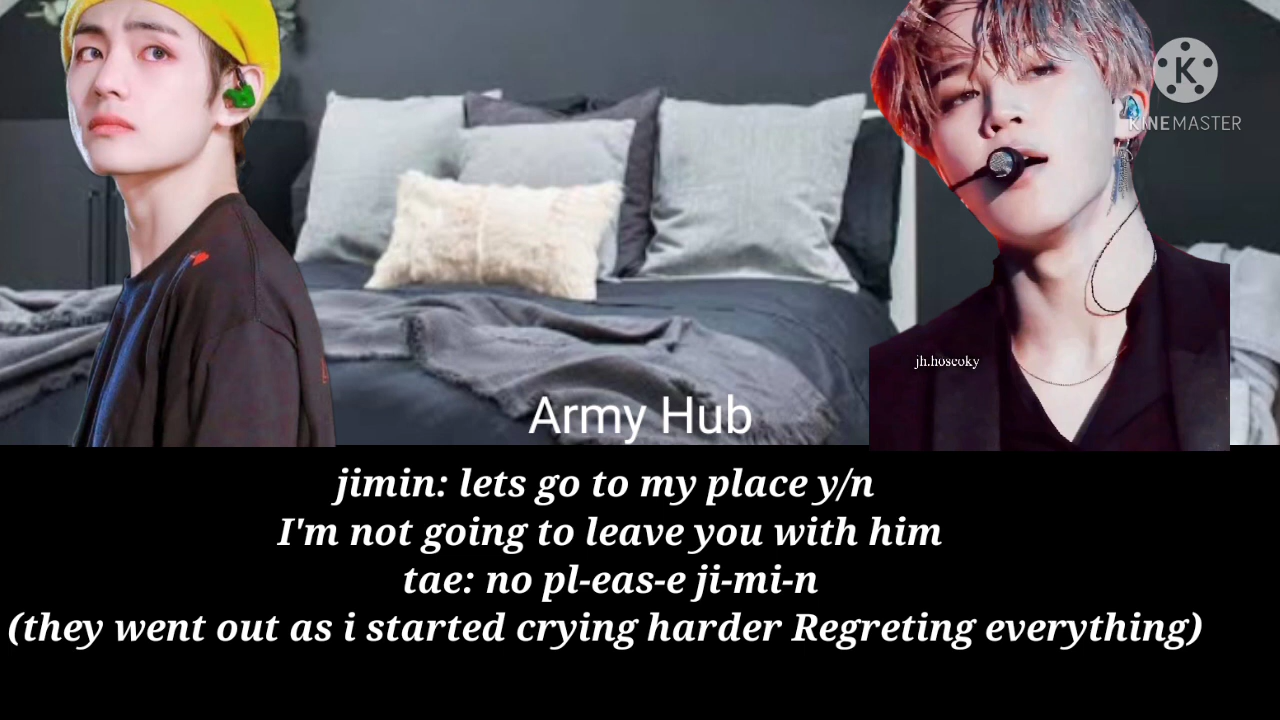 K
KINEMASTER
jh.hoseoky
Army Hub
jimin: lets go to my place y/n
I'm not going to leave you with him
tae: no pl-eas-e ji-mi-n
(they went out as i started crying harder Regreting everything)